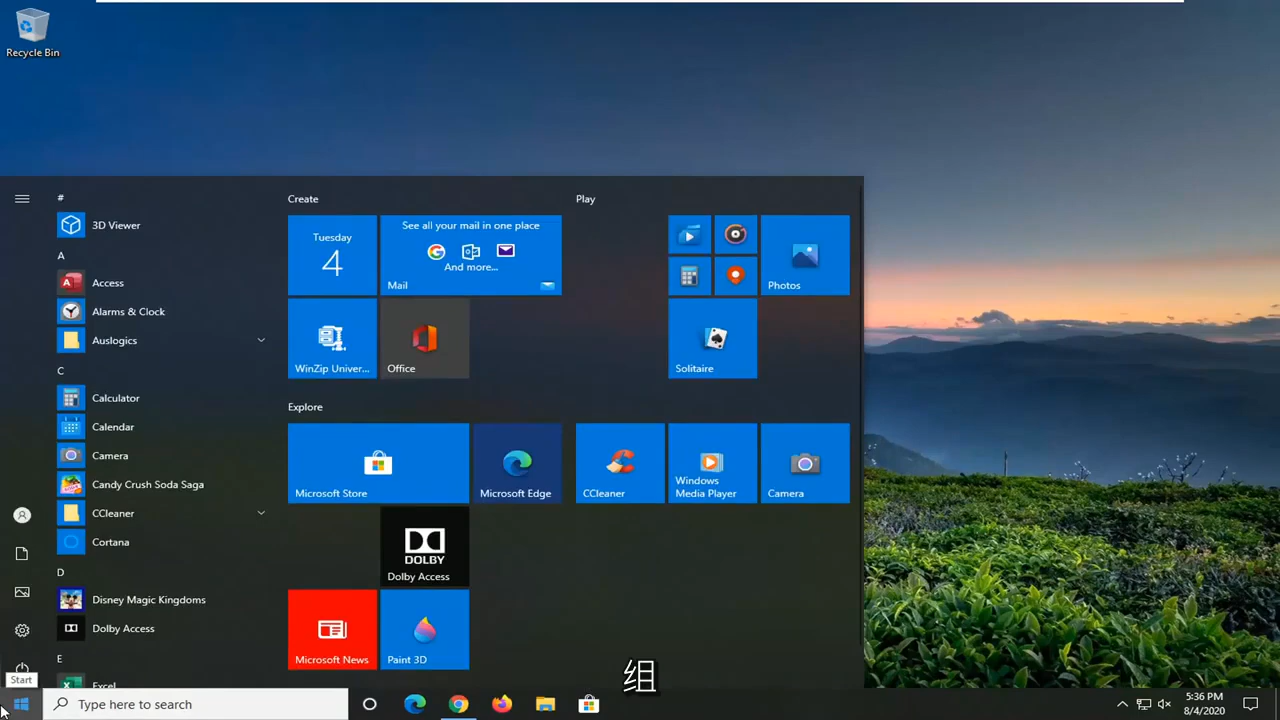 Recycle Bin
#
3D Viewer
A
Access
Alarms & Clock
Auslogics
C
Calculator
Calendar
Camera
Candy Crush Soda Saga
CCleaner
Cortana
D
Disney Magic Kingdoms
Dolby Access
E
Excel
Create
Tuesday
4
See all your mail in one place
And more...
Mail
WinZip Univer...
Office
Explore
Microsoft Store
Microsoft Edge
DOLBY
Dolby Access
Microsoft News
Paint 3D
Play
Photos
Solitaire
CCleaner
Windows
Media Player
Camera
组
Start
Type here to search
5:36 PM
8/4/2020